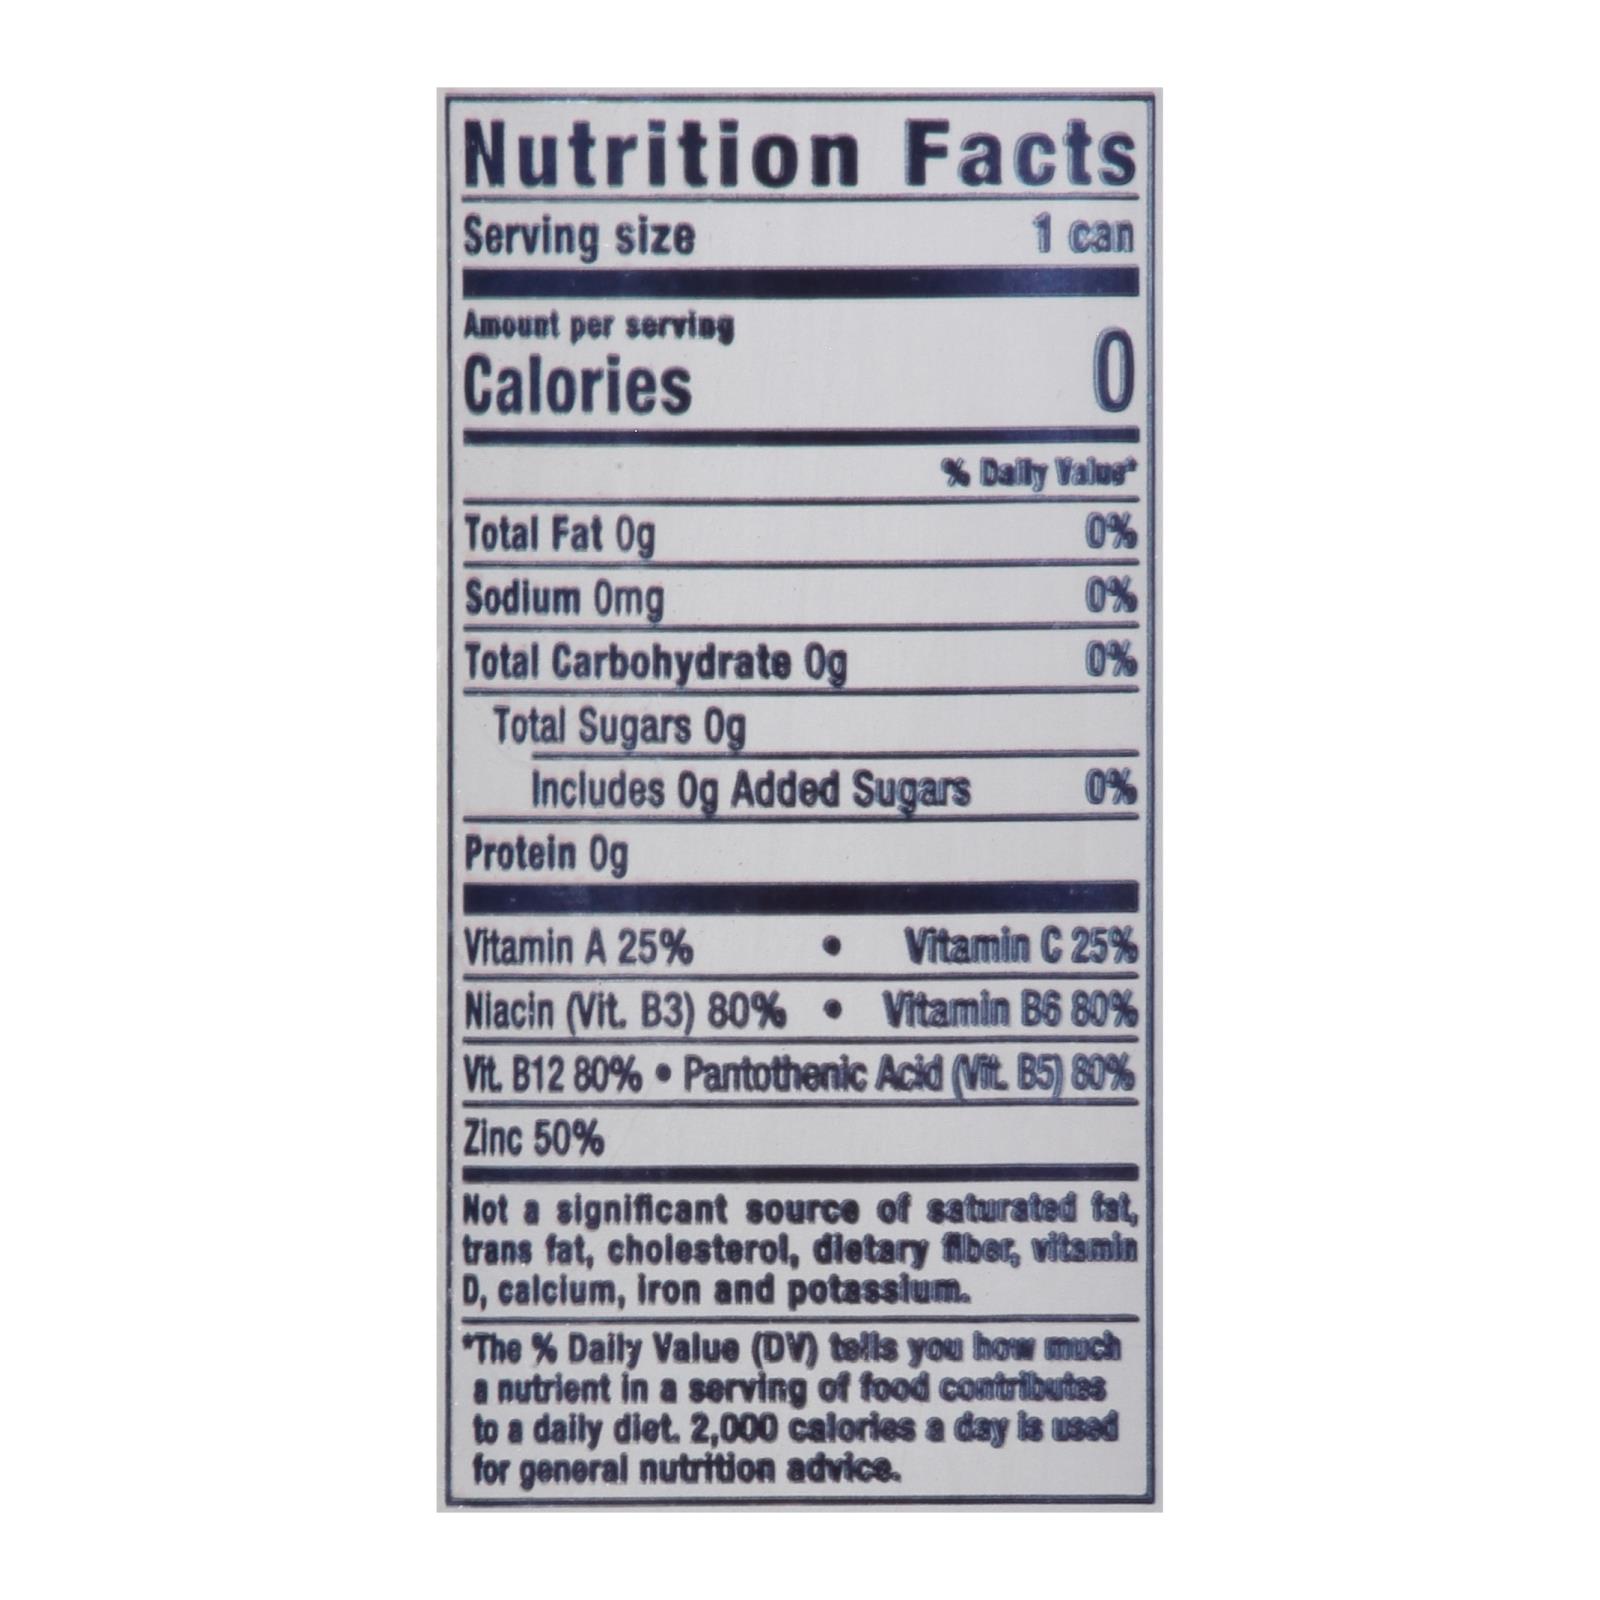 Nutrition Facts
Serving size 1 can
Amount per serving
Calories 0
% Daily Value*
Total Fat 0g 0%
Sodium 0mg 0%
Total Carbohydrate 0g 0%
Total Sugars 0g
Includes 0g Added Sugars 0%
Protein 0g
Vitamin A 25% • Vitamin C 25%
Niacin (Vit. B3) 80% • Vitamin B6 80%
Vit. B12 80% • Pantothenic Acid (Vit. B5) 80%
Zinc 50%
Not a significant source of saturated fat,
trans fat, cholesterol, dietary fiber, vitamin
D, calcium, iron and potassium.
*The % Daily Value (DV) tells you how much
a nutrient in a serving of food contributes
to a daily diet. 2,000 calories a day is used
for general nutrition advice.